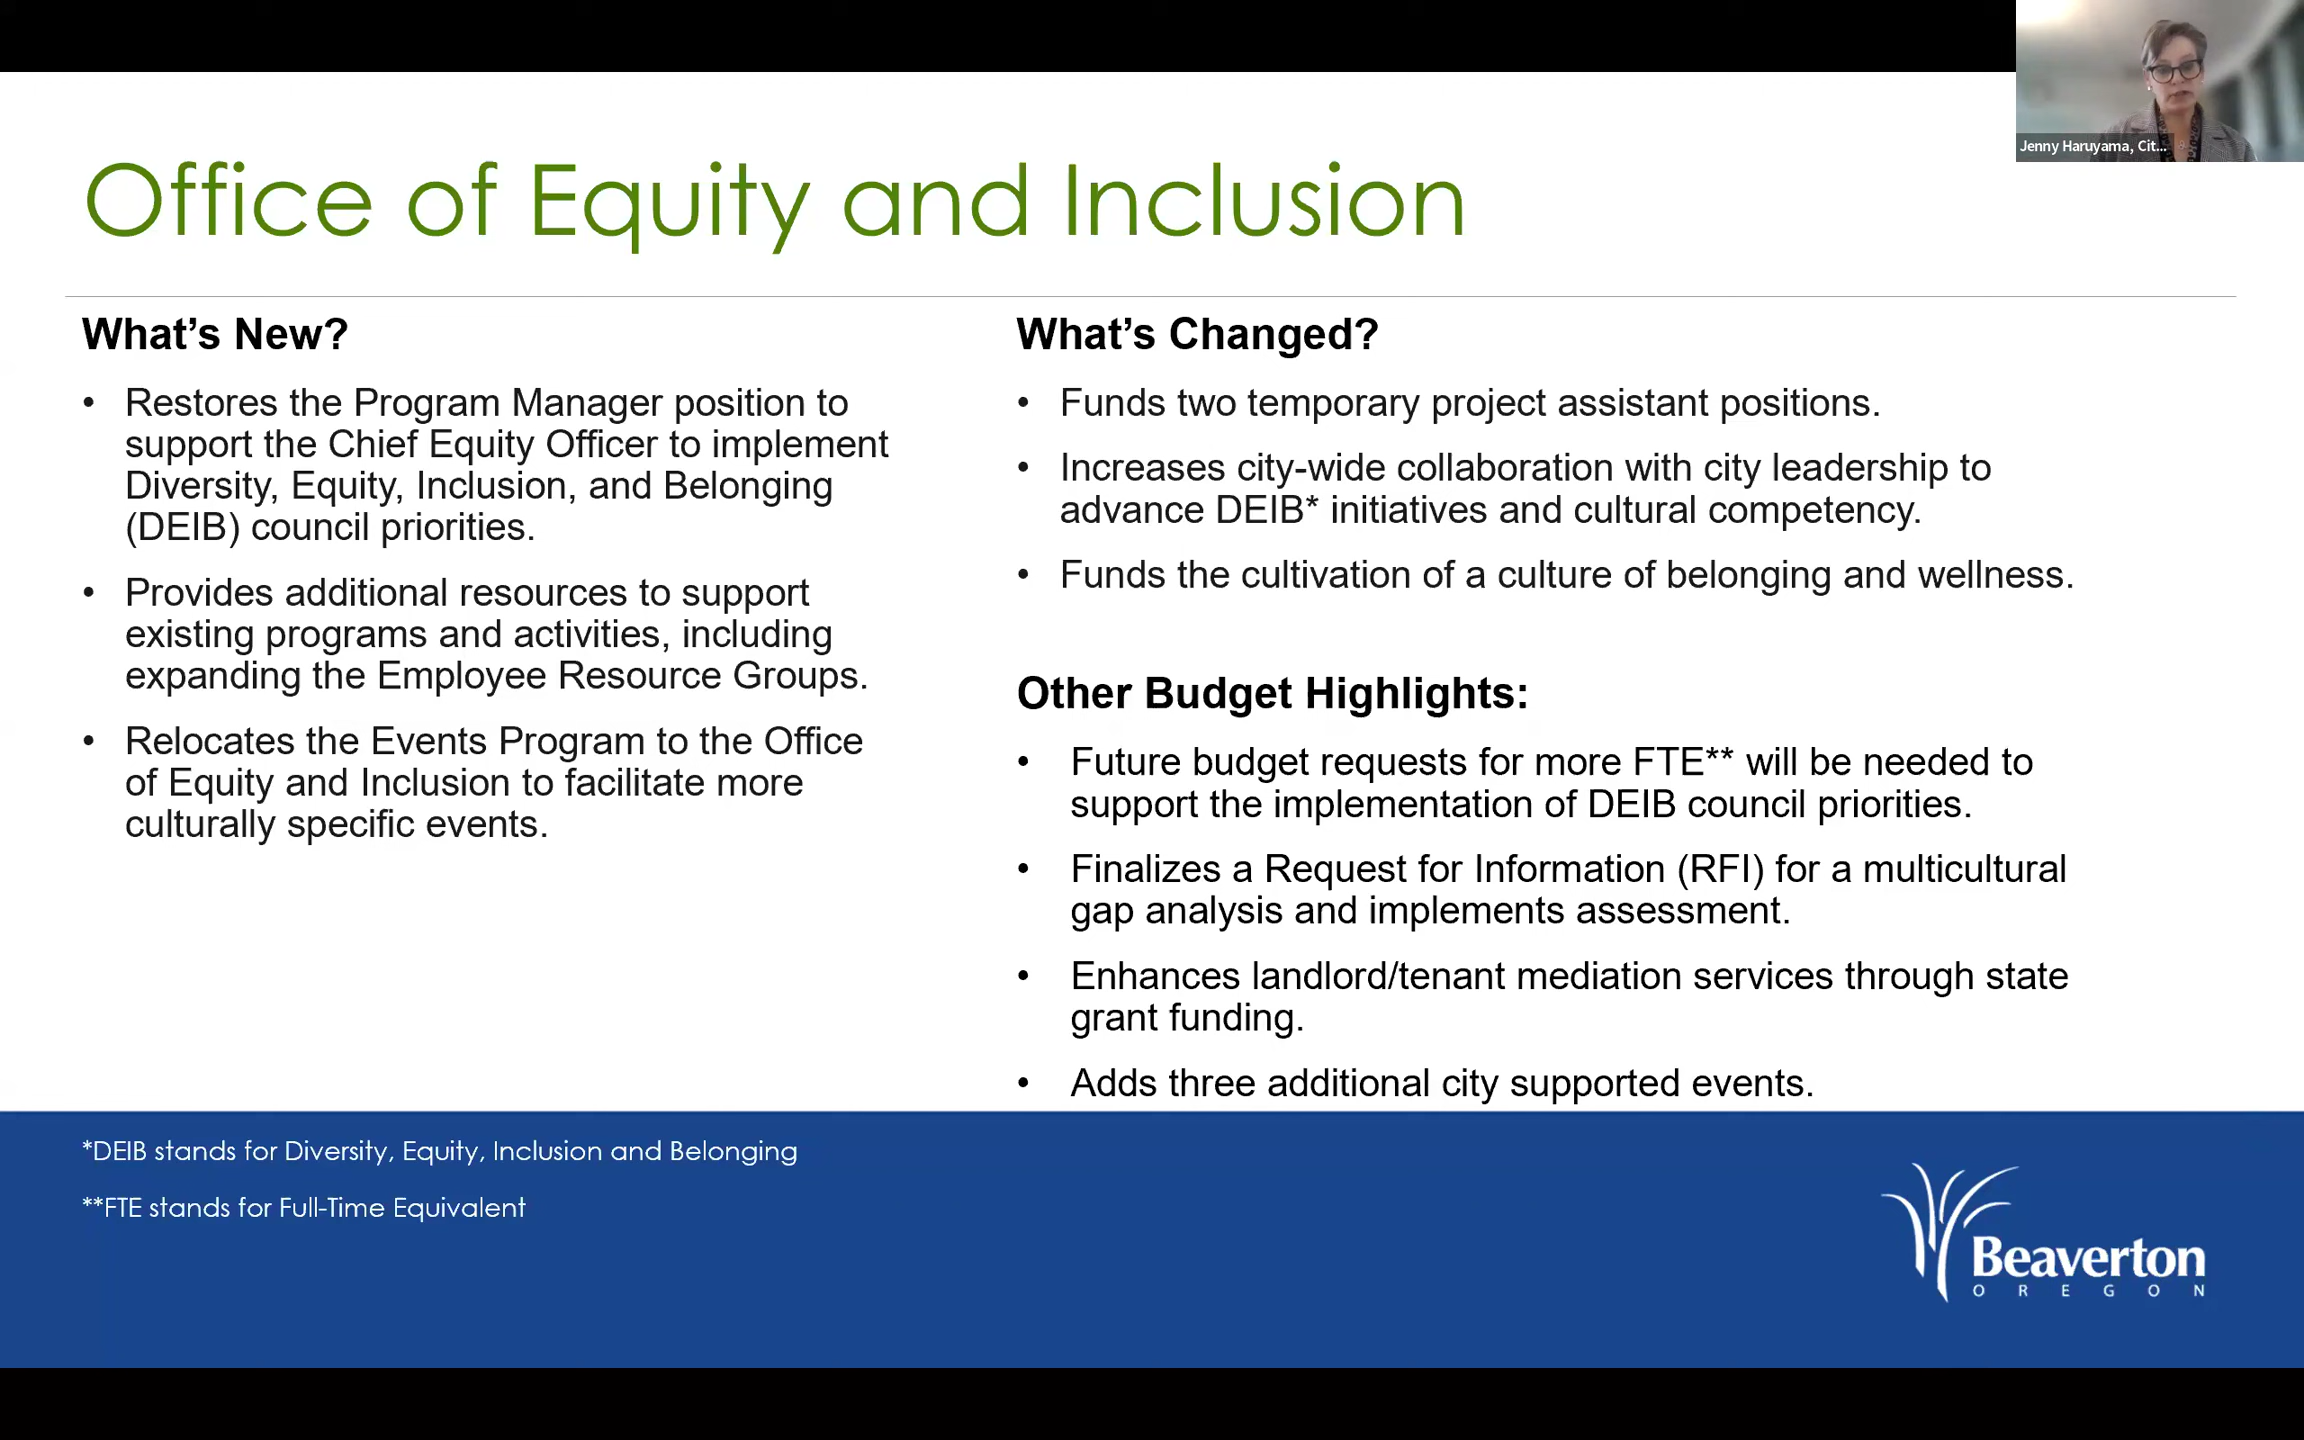 Jenny Haruyama, Cit...
Office of Equity and Inclusion
What's New?
• Restores the Program Manager position to
support the Chief Equity Officer to implement
Diversity, Equity, Inclusion, and Belonging
(DEIB) council priorities.
• Provides additional resources to support
existing programs and activities, including
expanding the Employee Resource Groups.
• Relocates the Events Program to the Office
of Equity and Inclusion to facilitate more
culturally specific events.
What's Changed?
• Funds two temporary project assistant positions.
• Increases city-wide collaboration with city leadership to
advance DEIB* initiatives and cultural competency.
• Funds the cultivation of a culture of belonging and wellness.
Other Budget Highlights:
• Future budget requests for more FTE** will be needed to
support the implementation of DEIB council priorities.
• Finalizes a Request for Information (RFI) for a multicultural
gap analysis and implements assessment.
• Enhances landlord/tenant mediation services through state
grant funding.
• Adds three additional city supported events.
*DEIB stands for Diversity, Equity, Inclusion and Belonging
**FTE stands for Full-Time Equivalent
Beaverton
OREGON